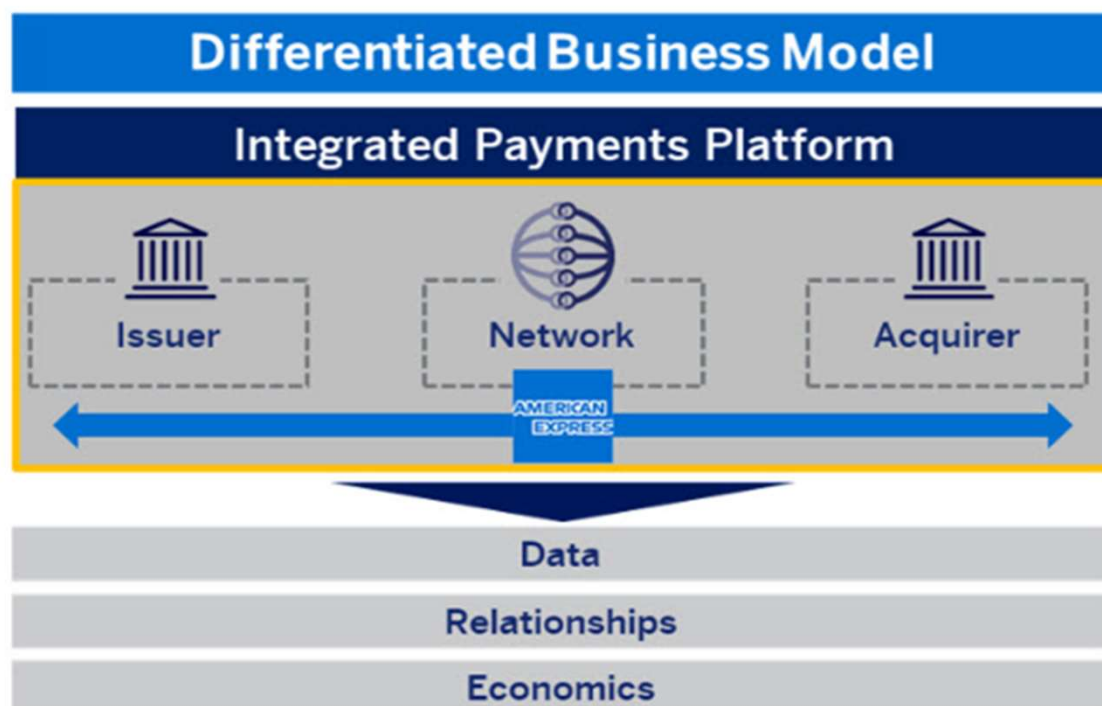 Differentiated Business Model
Integrated Payments Platform
Issuer
Network
Acquirer
AMERICAN
EXPRESS
Data
Relationships
Economics